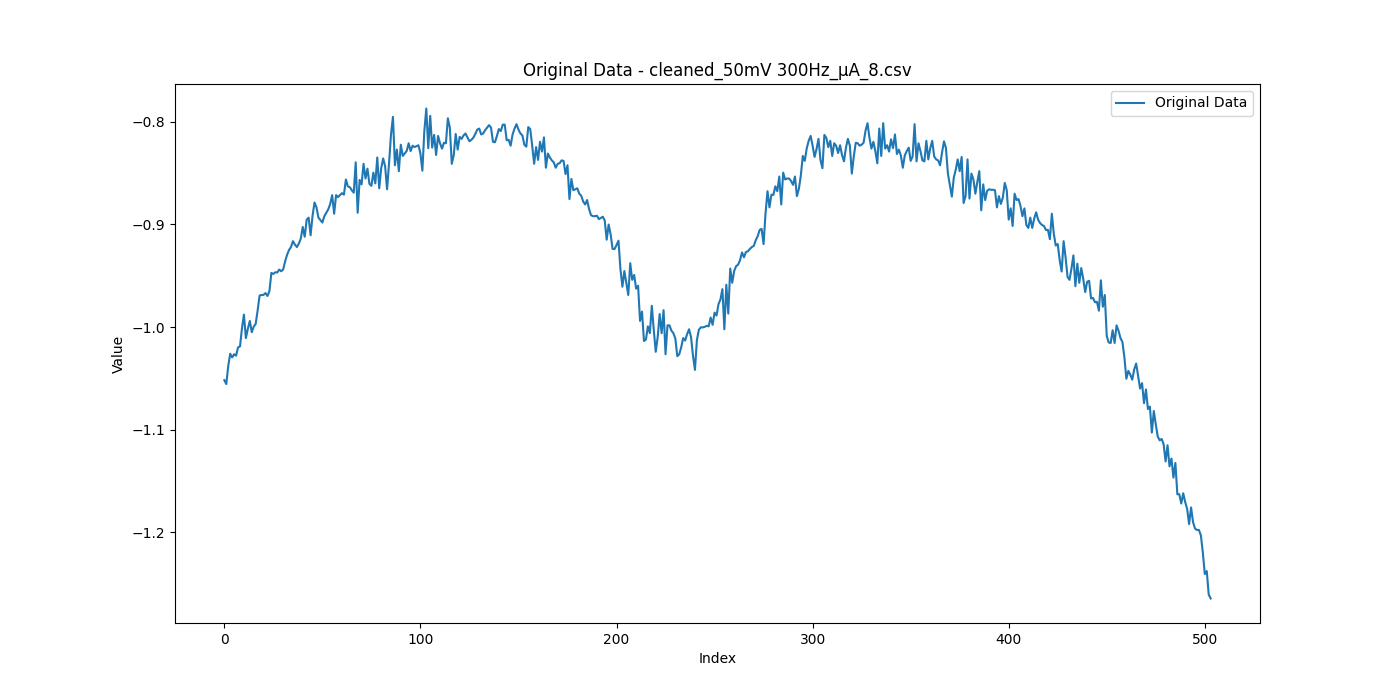 Original Data - cleaned_50mV 300Hz_μA_8.csv
Original Data
−0.8
−0.9
−1.0
−1.1
−1.2
Value
0 100 200 300 400 500
Index